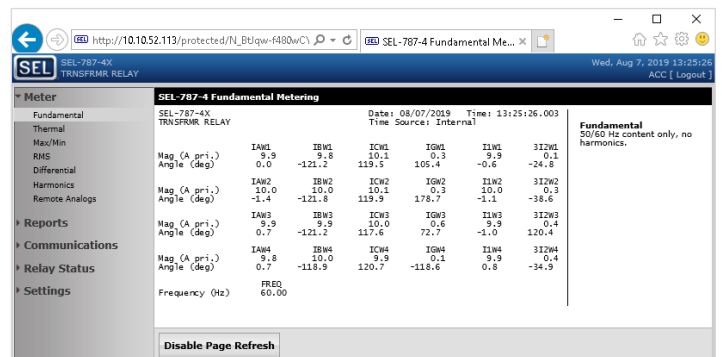 http://10.10.52.113/protected/N_BtJqw-f480wC\
SEL-787-4 Fundamental Me...
SEL
SEL-787-4X
TRNSFRMR RELAY
Wed, Aug 7, 2019 13:25:26
ACC [ Logout ]
Meter
Fundamental
Thermal
Max/Min
RMS
Differential
Harmonics
Remote Analogs
Reports
Communications
Relay Status
Settings
SEL-787-4 Fundamental Metering
SEL-787-4X Date: 08/07/2019 Time: 13:25:26.003
TRNSFRMR RELAY Time Source: Internal
IAW1 IBW1 ICW1 IGW1 I1W1 3I2W1
Mag (A pri.) 9.9 9.8 10.1 0.3 9.9 0.1
Angle (deg) 0.0 -121.2 119.5 105.4 -0.6 -24.8
IAW2 IBW2 ICW2 IGW2 I1W2 3I2W2
Mag (A pri.) 10.0 10.0 10.1 0.3 10.0 0.3
Angle (deg) -1.4 -121.8 119.9 178.7 -1.1 -38.6
IAW3 IBW3 ICW3 IGW3 I1W3 3I2W3
Mag (A pri.) 9.9 9.9 10.0 0.6 9.9 0.4
Angle (deg) 0.7 -121.2 117.6 72.7 -1.0 120.4
IAW4 IBW4 ICW4 IGW4 I1W4 3I2W4
Mag (A pri.) 9.8 10.0 9.9 0.1 9.9 0.4
Angle (deg) 0.7 -118.9 120.7 -118.6 0.8 -34.9
FREQ
Frequency (Hz) 60.00
Fundamental
50/60 Hz content only, no
harmonics.
Disable Page Refresh